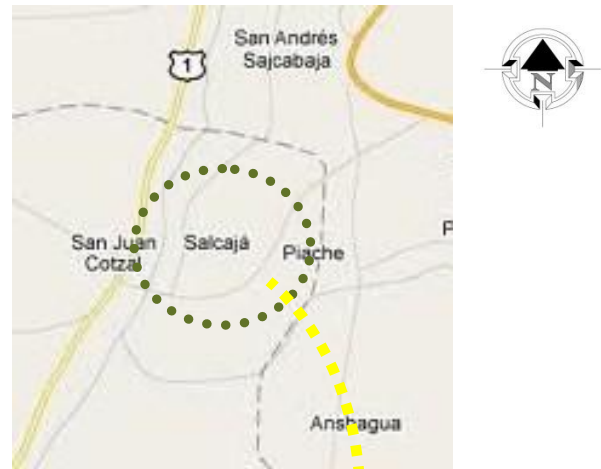 San Andrés
Sajcabaja
1
San Juan
Cotzal
Salcajá
Piache
P
Anshagua
N